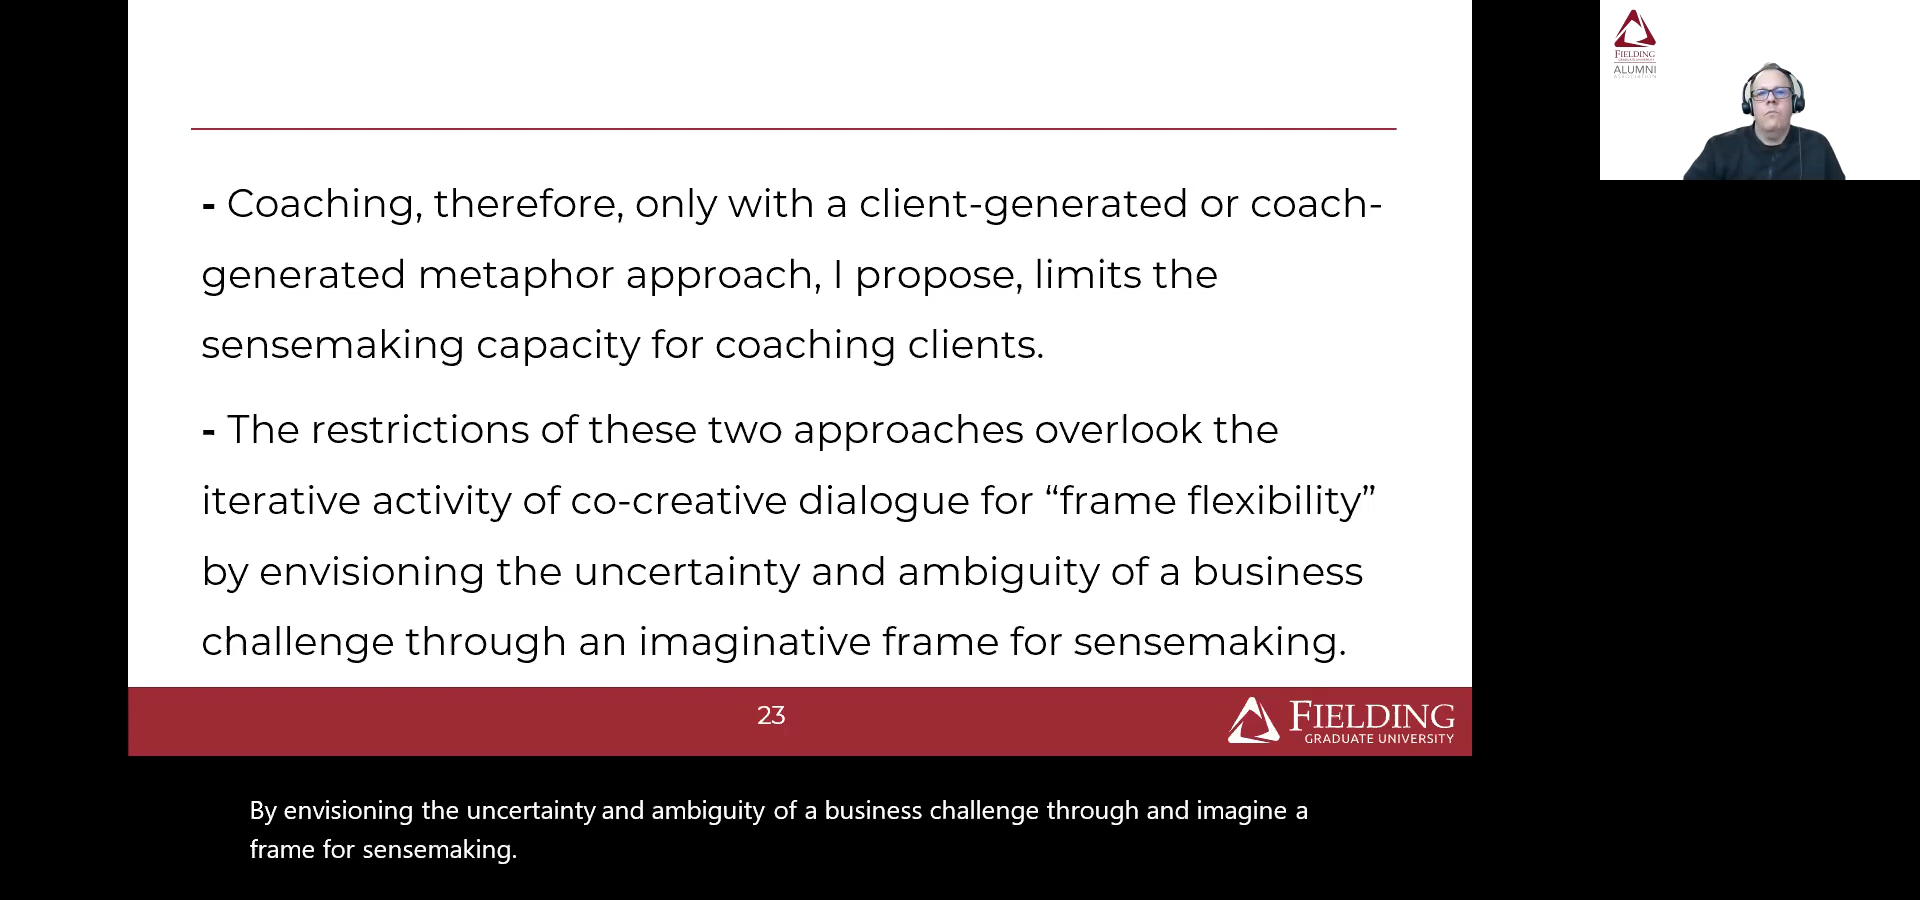 - Coaching, therefore, only with a client-generated or coach-
generated metaphor approach, I propose, limits the
sensemaking capacity for coaching clients.
- The restrictions of these two approaches overlook the
iterative activity of co-creative dialogue for “frame flexibility”
by envisioning the uncertainty and ambiguity of a business
challenge through an imaginative frame for sensemaking.
23
FIELDING
GRADUATE UNIVERSITY
By envisioning the uncertainty and ambiguity of a business challenge through and imagine a
frame for sensemaking.
FIELDING
GRADUATE UNIVERSITY
ALUMNI
ASSOCIATION